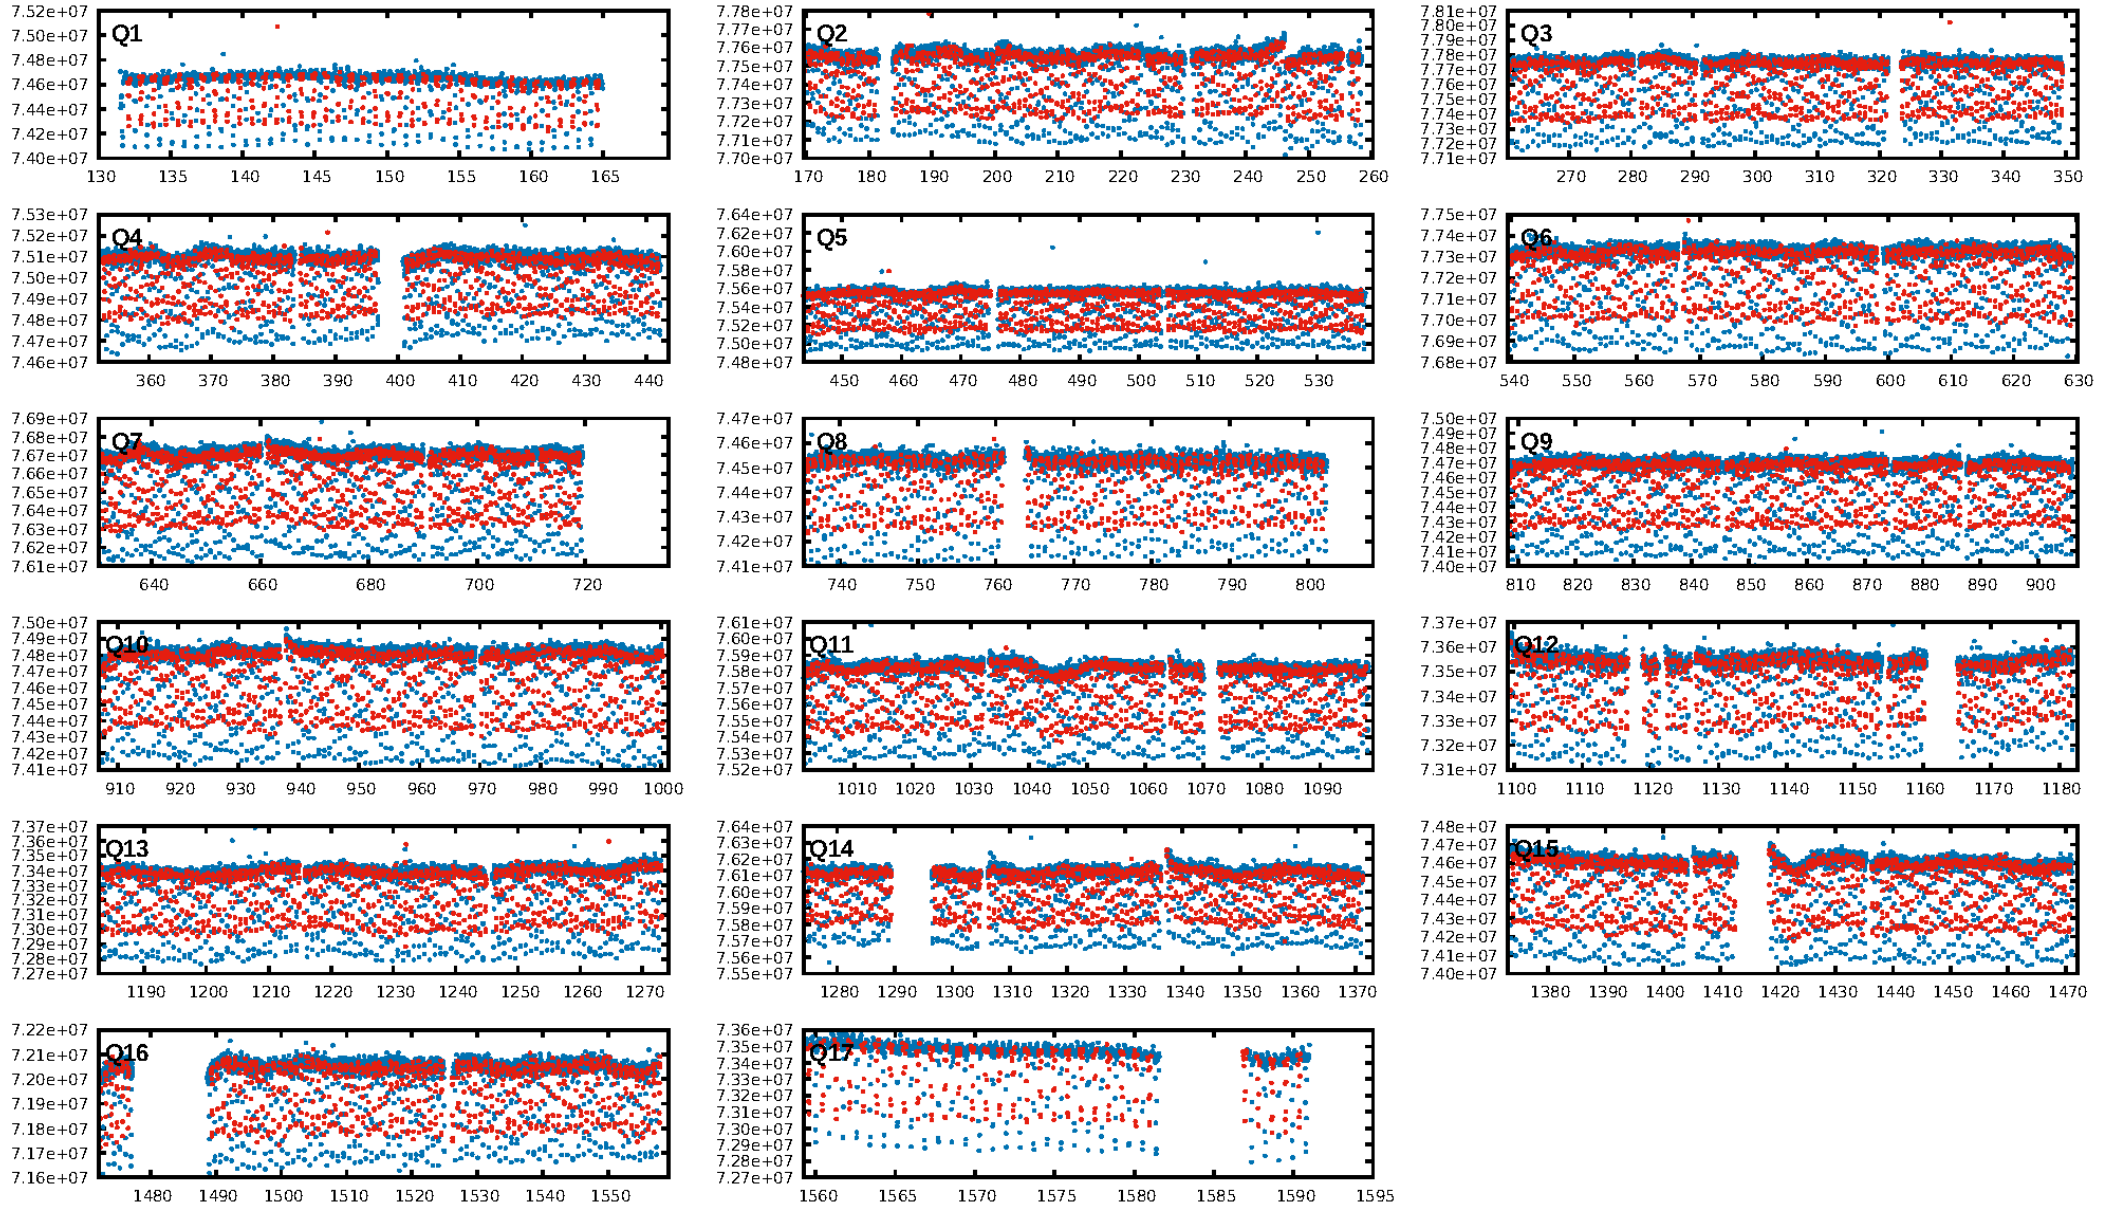 7.52e+07
7.50e+07
7.48e+07
7.46e+07
7.44e+07
7.42e+07
7.40e+07
Q1
130 135 140 145 150 155 160 165
7.78e+07
7.77e+07
7.76e+07
7.75e+07
7.74e+07
7.73e+07
7.72e+07
7.71e+07
7.70e+07
Q2
170 180 190 200 210 220 230 240 250 260
7.81e+07
7.80e+07
7.79e+07
7.78e+07
7.77e+07
7.76e+07
7.75e+07
7.74e+07
7.73e+07
7.72e+07
7.71e+07
Q3
270 280 290 300 310 320 330 340 350
7.53e+07
7.52e+07
7.51e+07
7.50e+07
7.49e+07
7.48e+07
7.47e+07
7.46e+07
Q4
360 370 380 390 400 410 420 430 440
7.64e+07
7.62e+07
7.60e+07
7.58e+07
7.56e+07
7.54e+07
7.52e+07
7.50e+07
7.48e+07
Q5
450 460 470 480 490 500 510 520 530
7.75e+07
7.74e+07
7.73e+07
7.72e+07
7.71e+07
7.70e+07
7.69e+07
7.68e+07
Q6
540 550 560 570 580 590 600 610 620 630
7.69e+07
7.68e+07
7.67e+07
7.66e+07
7.65e+07
7.64e+07
7.63e+07
7.62e+07
7.61e+07
Q7
640 660 680 700 720
7.47e+07
7.46e+07
7.45e+07
7.44e+07
7.43e+07
7.42e+07
7.41e+07
Q8
740 750 760 770 780 790 800
7.50e+07
7.49e+07
7.48e+07
7.47e+07
7.46e+07
7.45e+07
7.44e+07
7.43e+07
7.42e+07
7.41e+07
7.40e+07
Q9
810 820 830 840 850 860 870 880 890 900
7.50e+07
7.49e+07
7.48e+07
7.47e+07
7.46e+07
7.45e+07
7.44e+07
7.43e+07
7.42e+07
7.41e+07
Q10
910 920 930 940 950 960 970 980 990 1000
7.61e+07
7.60e+07
7.59e+07
7.58e+07
7.57e+07
7.56e+07
7.55e+07
7.54e+07
7.53e+07
7.52e+07
Q11
1010 1020 1030 1040 1050 1060 1070 1080 1090
7.37e+07
7.36e+07
7.35e+07
7.34e+07
7.33e+07
7.32e+07
7.31e+07
Q12
1100 1110 1120 1130 1140 1150 1160 1170 1180
7.37e+07
7.36e+07
7.35e+07
7.34e+07
7.33e+07
7.32e+07
7.31e+07
7.30e+07
7.29e+07
7.28e+07
7.27e+07
Q13
1190 1200 1210 1220 1230 1240 1250 1260 1270
7.64e+07
7.63e+07
7.62e+07
7.61e+07
7.60e+07
7.59e+07
7.58e+07
7.57e+07
7.56e+07
7.55e+07
Q14
1280 1290 1300 1310 1320 1330 1340 1350 1360 1370
7.48e+07
7.47e+07
7.46e+07
7.45e+07
7.44e+07
7.43e+07
7.42e+07
7.41e+07
7.40e+07
Q15
1380 1390 1400 1410 1420 1430 1440 1450 1460 1470
7.22e+07
7.21e+07
7.20e+07
7.19e+07
7.18e+07
7.17e+07
7.16e+07
Q16
1480 1490 1500 1510 1520 1530 1540 1550
7.36e+07
7.35e+07
7.34e+07
7.33e+07
7.32e+07
7.31e+07
7.30e+07
7.29e+07
7.28e+07
7.27e+07
Q17
1560 1565 1570 1575 1580 1585 1590 1595